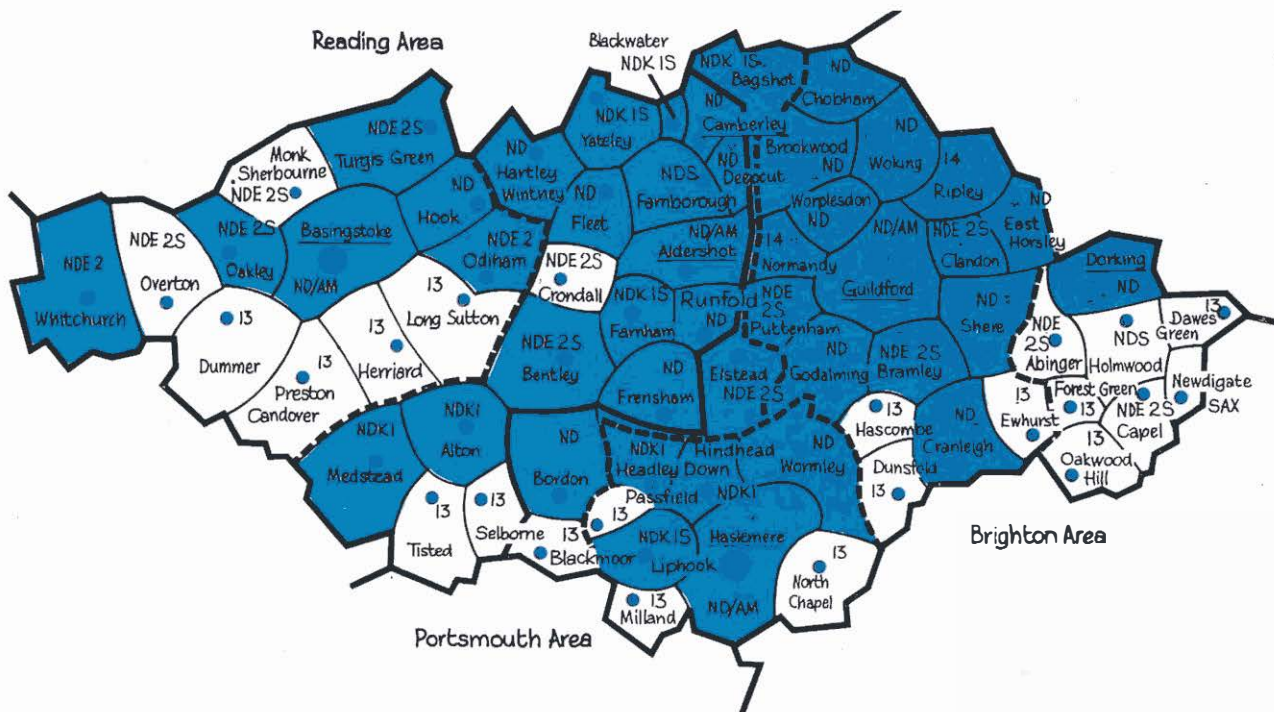 Reading Area
Blackwater
NDK 1S
NDK 1S
Bagshot
ND
Chobham
NDE 2S
Turgis Green
Monk
Sherbourne
NDE 2S
ND
Hartley
Wintney
NDK 1S
Yateley
ND
Camberley
Brookwood
ND
ND
Woking
14
Ripley
ND
East
Horsley
ND
Hook
ND
Fleet
NDS
Farnborough
ND
Deepcut
Worplesdon
ND
NDE 2
Whitchurch
NDE 2S
Overton
NDE 2S
Oakley
Basingstoke
ND/AM
NDE 2
Odiham
NDE 2S
Crondall
ND/AM
Aldershot
14
Normandy
ND/AM
Guildford
NDE 2S
Clandon
Dorking
ND
13
Dummer
13
Preston
Candover
13
Herriard
13
Long Sutton
NDE 2S
Bentley
NDK 1S
Farnham
Runfold
ND
NDE
2S
Puttenham
ND
Shere
NDE
2S
Abinger
NDS
Holmwood
13
Dawes
Green
ND
Frensham
Elstead
NDE 2S
ND
Godalming
NDE 2S
Bramley
13
Ewhurst
Forest Green
13
NDE 2S
Capel
Newdigate
SAX
NDK1
Medstead
NDK1
Alton
ND
Bordon
NDK1
Headley Down
Hindhead
NDK1
ND
Wormley
13
Hascombe
ND
Cranleigh
13
Oakwood
Hill
13
Tisted
13
Selborne
13
Blackmoor
Passfield
13
NDK 1S
Liphook
Haslemere
ND/AM
Dunsfold
13
13
North
Chapel
13
Milland
Portsmouth Area
Brighton Area